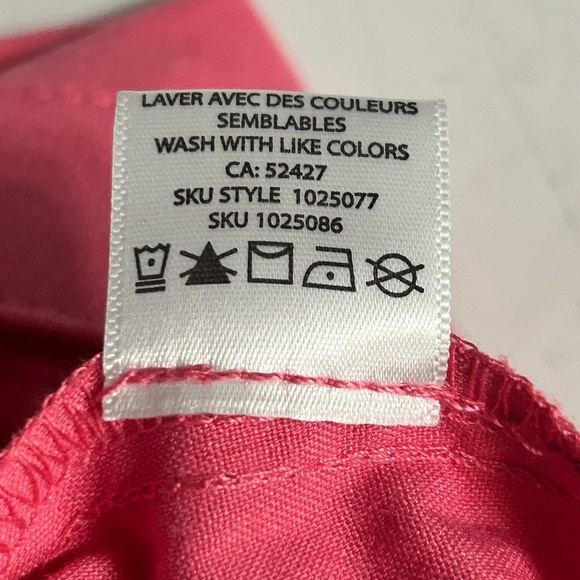 LAVER AVEC DES COULEURS
SEMBLABLES
WASH WITH LIKE COLORS
CA: 52427
SKU STYLE 1025077
SKU 1025086